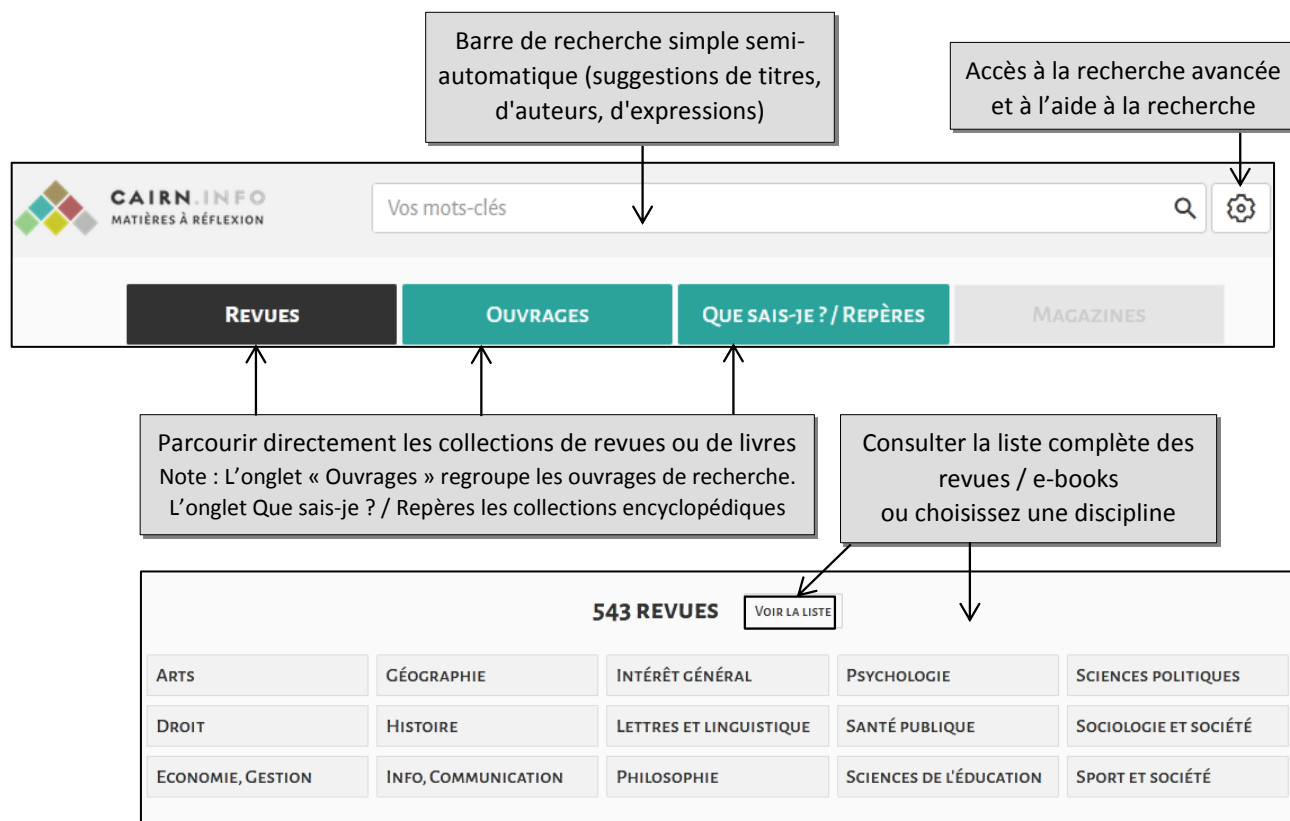 Barre de recherche simple semi-
automatique (suggestions de titres,
d'auteurs, d'expressions)
Accès à la recherche avancée
et à l’aide à la recherche
CAIRN.INFO
MATIÈRES À RÉFLEXION
Vos mots-clés
REVUES
OUVRAGES
QUE SAIS-JE ? / REPÈRES
MAGAZINES
Parcourir directement les collections de revues ou de livres
Note : L’onglet « Ouvrages » regroupe les ouvrages de recherche.
L’onglet Que sais-je ? / Repères les collections encyclopédiques
Consulter la liste complète des
revues / e-books
ou choisissez une discipline
543 REVUES VOIR LA LISTE
ARTS GÉOGRAPHIE INTÉRÊT GÉNÉRAL PSYCHOLOGIE SCIENCES POLITIQUES
DROIT HISTOIRE LETTRES ET LINGUISTIQUE SANTÉ PUBLIQUE SOCIOLOGIE ET SOCIÉTÉ
ECONOMIE, GESTION INFO, COMMUNICATION PHILOSOPHIE SCIENCES DE L'ÉDUCATION SPORT ET SOCIÉTÉ